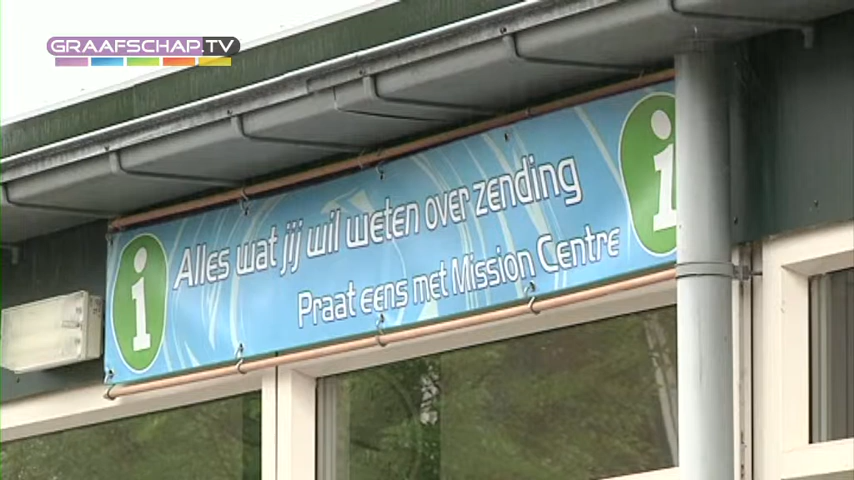 GRAAFSCHAP.TV
Alles wat jij wil weten over zending
Praat eens met Mission Centre
i
i